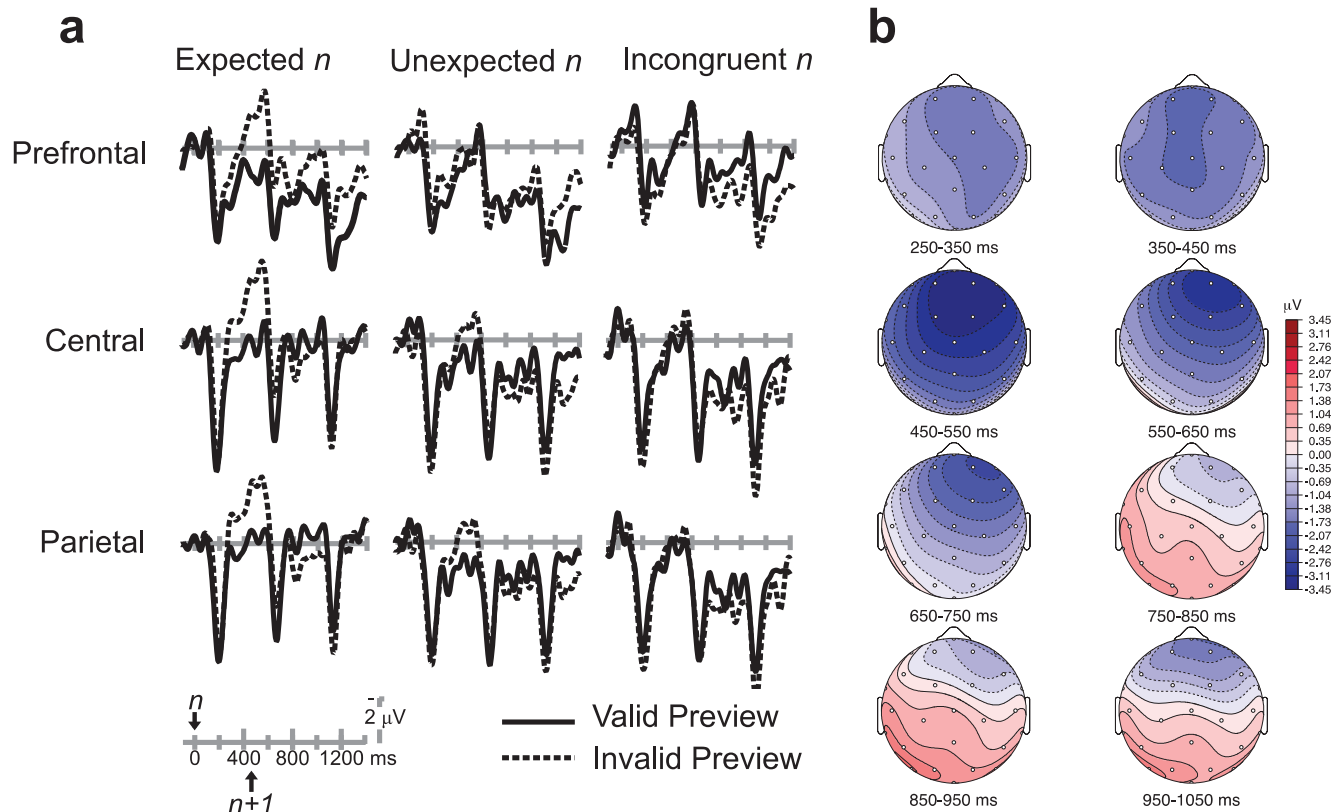 a
Expected n
Unexpected n
Incongruent n
Prefrontal
Central
Parietal
n
0 400 800 1200 ms
n+1
-
2 µV
Valid Preview
Invalid Preview
b
250-350 ms
350-450 ms
450-550 ms
550-650 ms
650-750 ms
750-850 ms
850-950 ms
950-1050 ms
µV
3.45
3.11
2.76
2.42
2.07
1.73
1.38
1.04
0.69
0.35
0.00
-0.35
-0.69
-1.04
-1.38
-1.73
-2.07
-2.42
-2.76
-3.11
-3.45